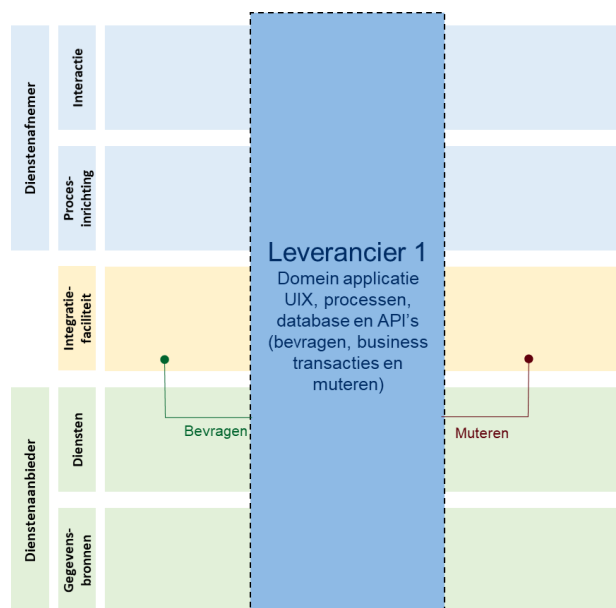 Dienstenafnemer
Interactie
Proces-
inrichting
Integratie-
faciliteit
Dienstenaanbieder
Diensten
Gegevens-
bronnen
Leverancier 1
Domein applicatie
UIX, processen,
database en API's
(bevragen, business
transacties en
muteren)
Bevragen
Muteren